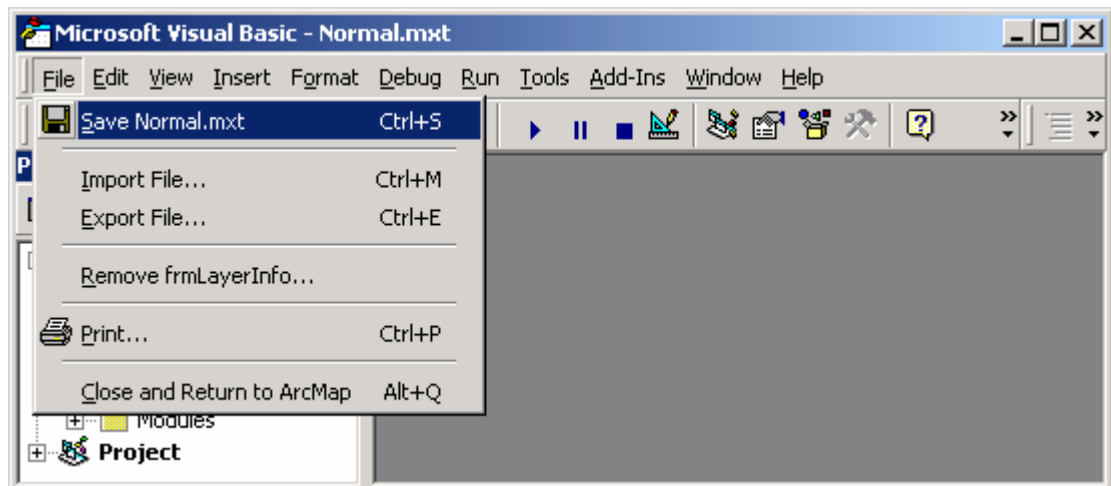 Microsoft Visual Basic - Normal.mxt
File Edit View Insert Format Debug Run Tools Add-Ins Window Help
Save Normal.mxt Ctrl+S
P
Import File... Ctrl+M
Export File... Ctrl+E
Remove frmLayerInfo...
Print... Ctrl+P
Close and Return to ArcMap Alt+Q
Modules
Project